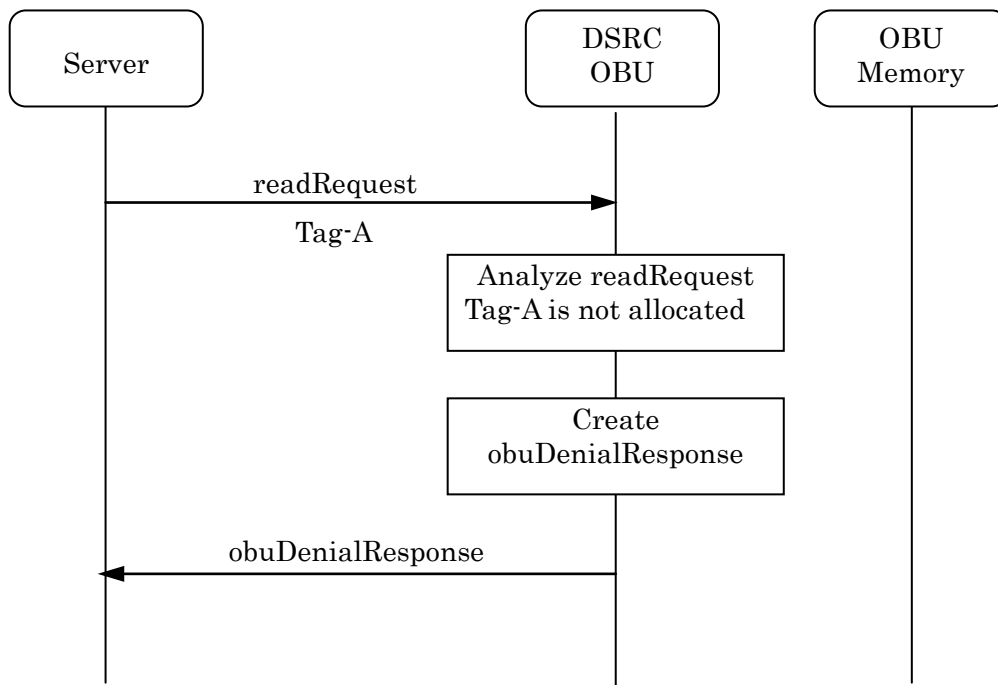 Server
DSRC
OBU
OBU
Memory
readRequest
Tag-A
Analyze readRequest
Tag-A is not allocated
Create
obuDenialResponse
obuDenialResponse